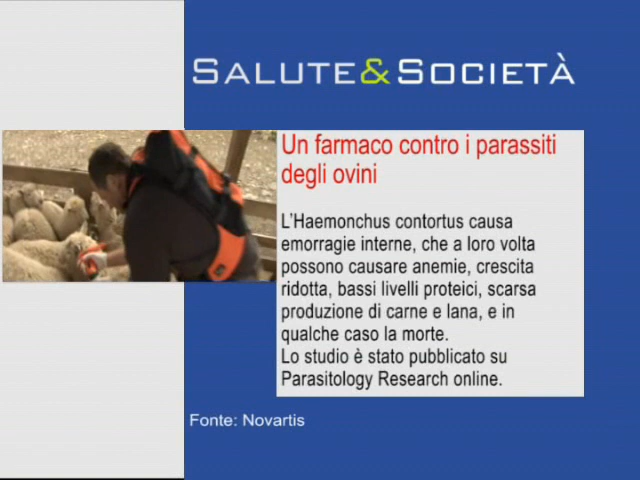 SALUTE&SOCIETÀ
Un farmaco contro i parassiti
degli ovini
L'Haemonchus contortus causa
emorragie interne, che a loro volta
possono causare anemie, crescita
ridotta, bassi livelli proteici, scarsa
produzione di carne e lana, e in
qualche caso la morte.
Lo studio è stato pubblicato su
Parasitology Research online.
Fonte: Novartis